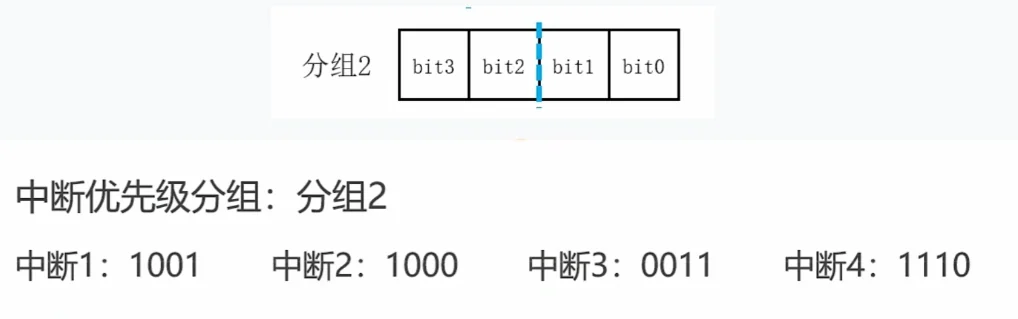 分组2 bit3 bit2 bit1 bit0
中断优先级分组：分组2
中断1：1001 中断2：1000 中断3：0011 中断4：1110